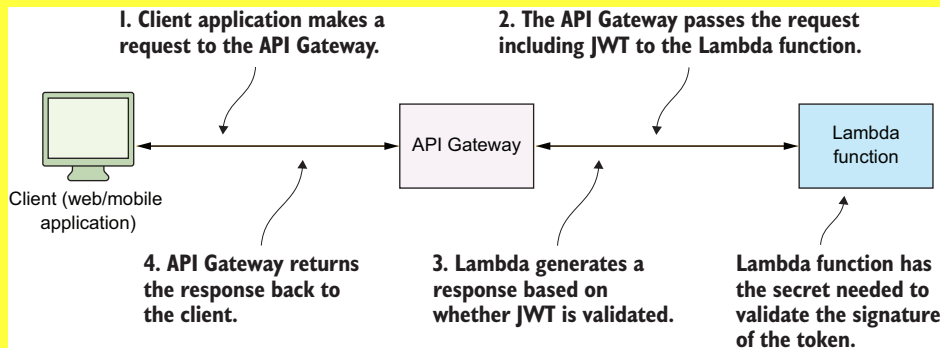 1. Client application makes a
request to the API Gateway.
2. The API Gateway passes the request
including JWT to the Lambda function.
API Gateway
Lambda
function
Client (web/mobile
application)
4. API Gateway returns
the response back to
the client.
3. Lambda generates a
response based on
whether JWT is validated.
Lambda function has
the secret needed to
validate the signature
of the token.